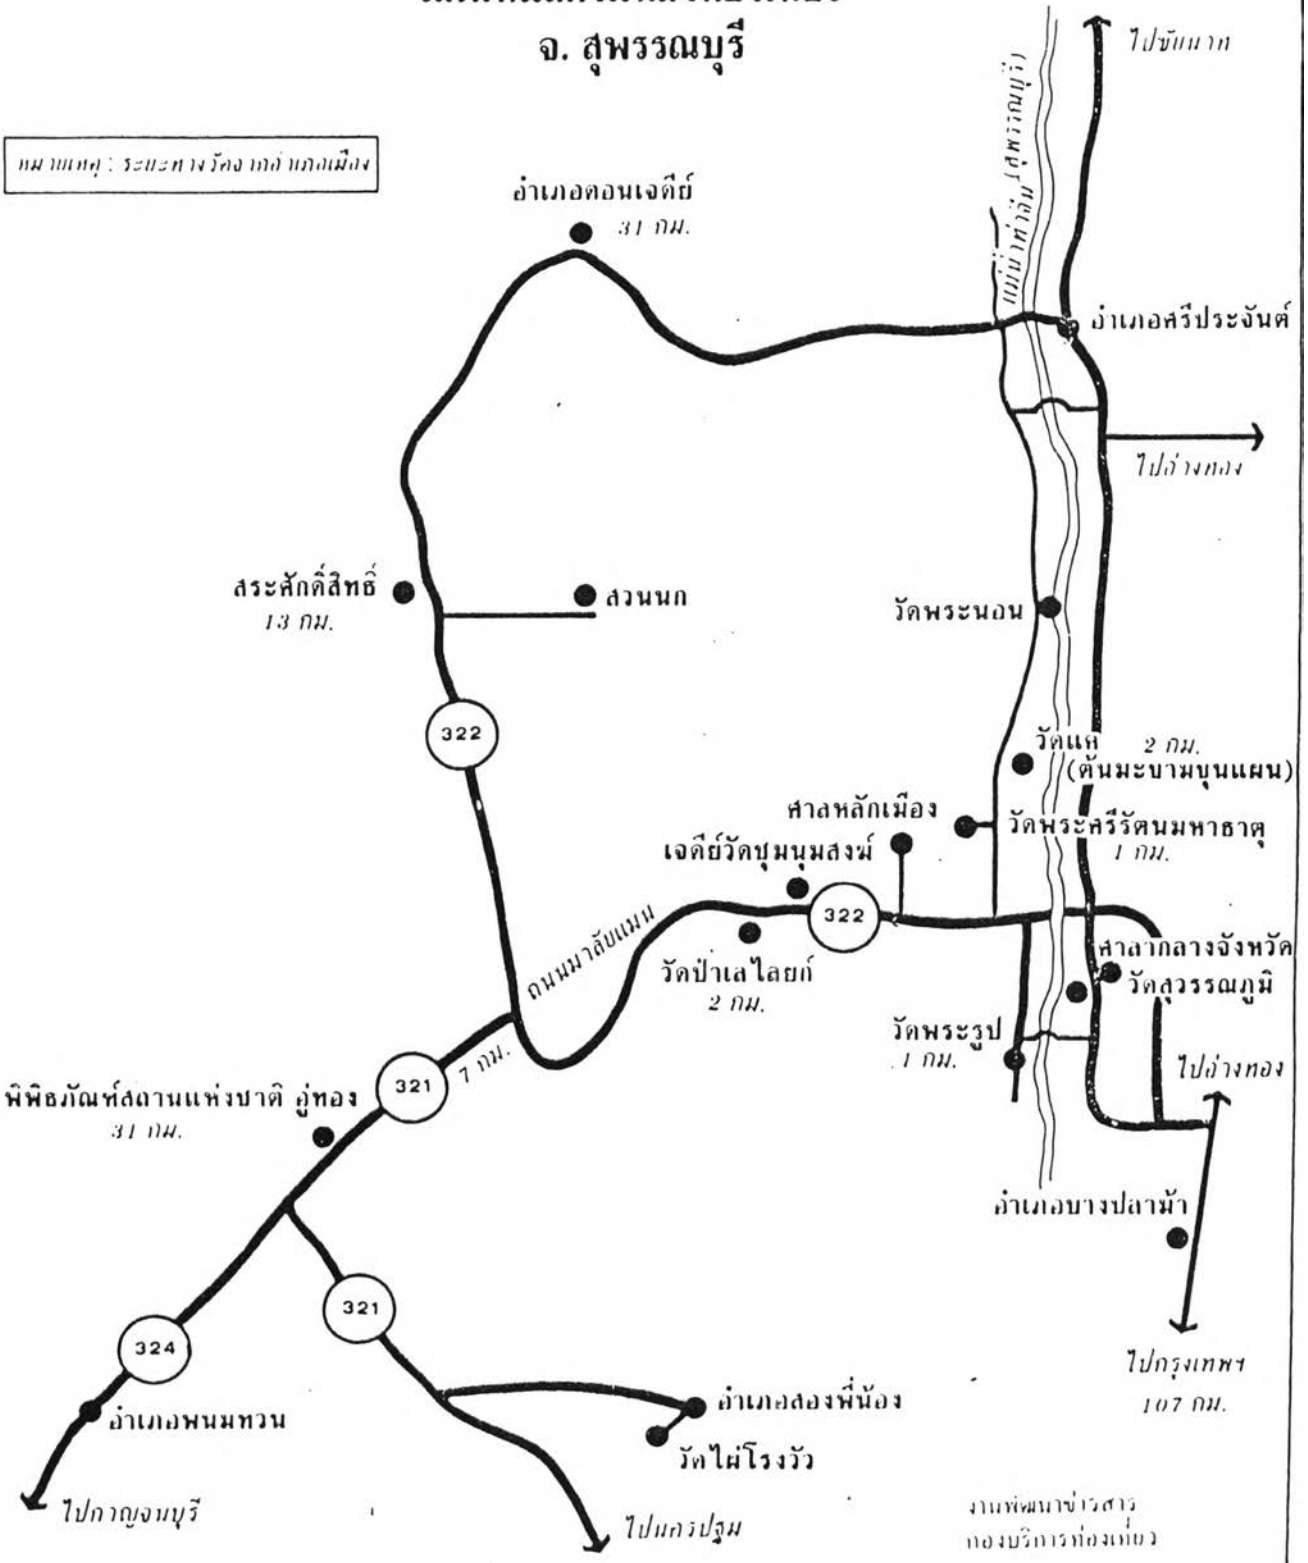 จ. สุพรรณบุรี
ไปชัยนาท
แม่น้ำท่าจีน (สุพรรณบุรี)
หมายเหตุ : ระยะทางวัดจากอำเภอเมือง
อำเภอดอนเจดีย์
31 กม.
อำเภอศรีประจันต์
ไปอ่างทอง
สระศักดิ์สิทธิ์
13 กม.
สวนนก
วัดพระนอน
322
วัดแค 2 กม.
(ต้นมะขามขุนแผน)
ศาลหลักเมือง
วัดพระศรีรัตนมหาธาตุ
1 กม.
เจดีย์วัดชุมนุมสงฆ์
322
ถนนมาลัยแมน
วัดป่าเลไลยก์
2 กม.
ศาลากลางจังหวัด
วัดสุวรรณภูมิ
วัดพระรูป
1 กม.
7 กม.
321
ไปอ่างทอง
พิพิธภัณฑ์สถานแห่งชาติ อู่ทอง
31 กม.
อำเภอบางปลาม้า
321
324
ไปกรุงเทพฯ
107 กม.
อำเภอพนมทวน
อำเภอสองพี่น้อง
วัดไผ่โรงวัว
ไปกาญจนบุรี
ไปนครปฐม
งานพัฒนาข่าวสาร
กองบริการท่องเที่ยว